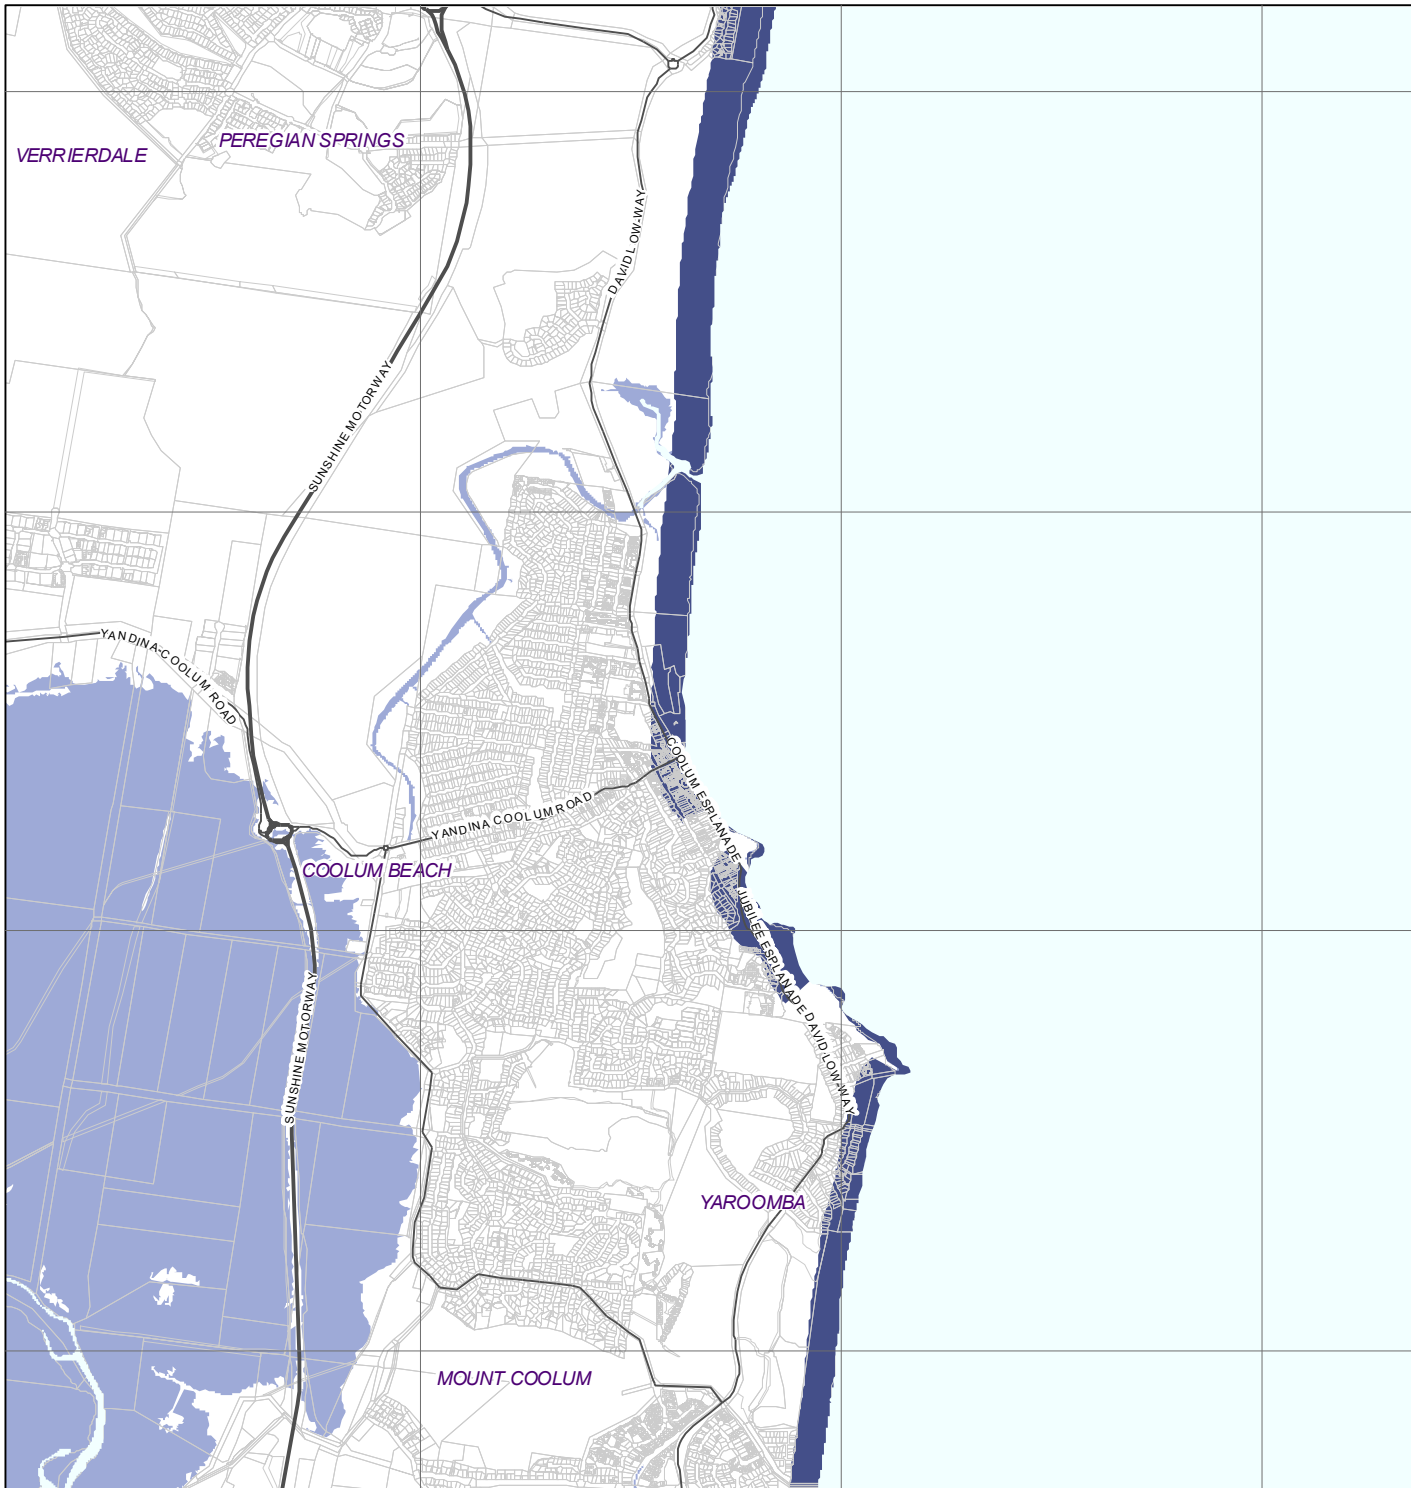 PEREGIAN SPRINGS
VERRIERDALE
DAVID LOW WAY
SUNSHINE MOTORWAY
YANDINA-COOLUM ROAD
COOLUM ESPLANADE
YANDINA COOLUM ROAD
COOLUM BEACH
JUBILEE ESPLANADE
SUNSHINE MOTORWAY
DAVID LOW WAY
YAROOMBA
MOUNT COOLUM